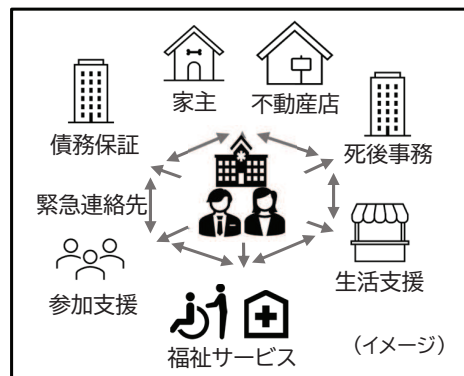 家主
不動産店
債務保証
死後事務
緊急連絡先
参加支援
生活支援
福祉サービス
（イメージ）